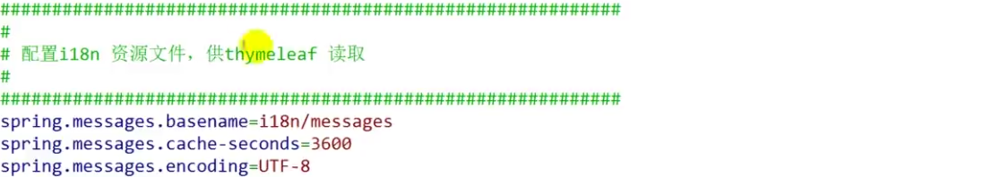 ############################################################
#
# 配置i18n 资源文件，供thymeleaf 读取
#
############################################################
spring.messages.basename=i18n/messages
spring.messages.cache-seconds=3600
spring.messages.encoding=UTF-8